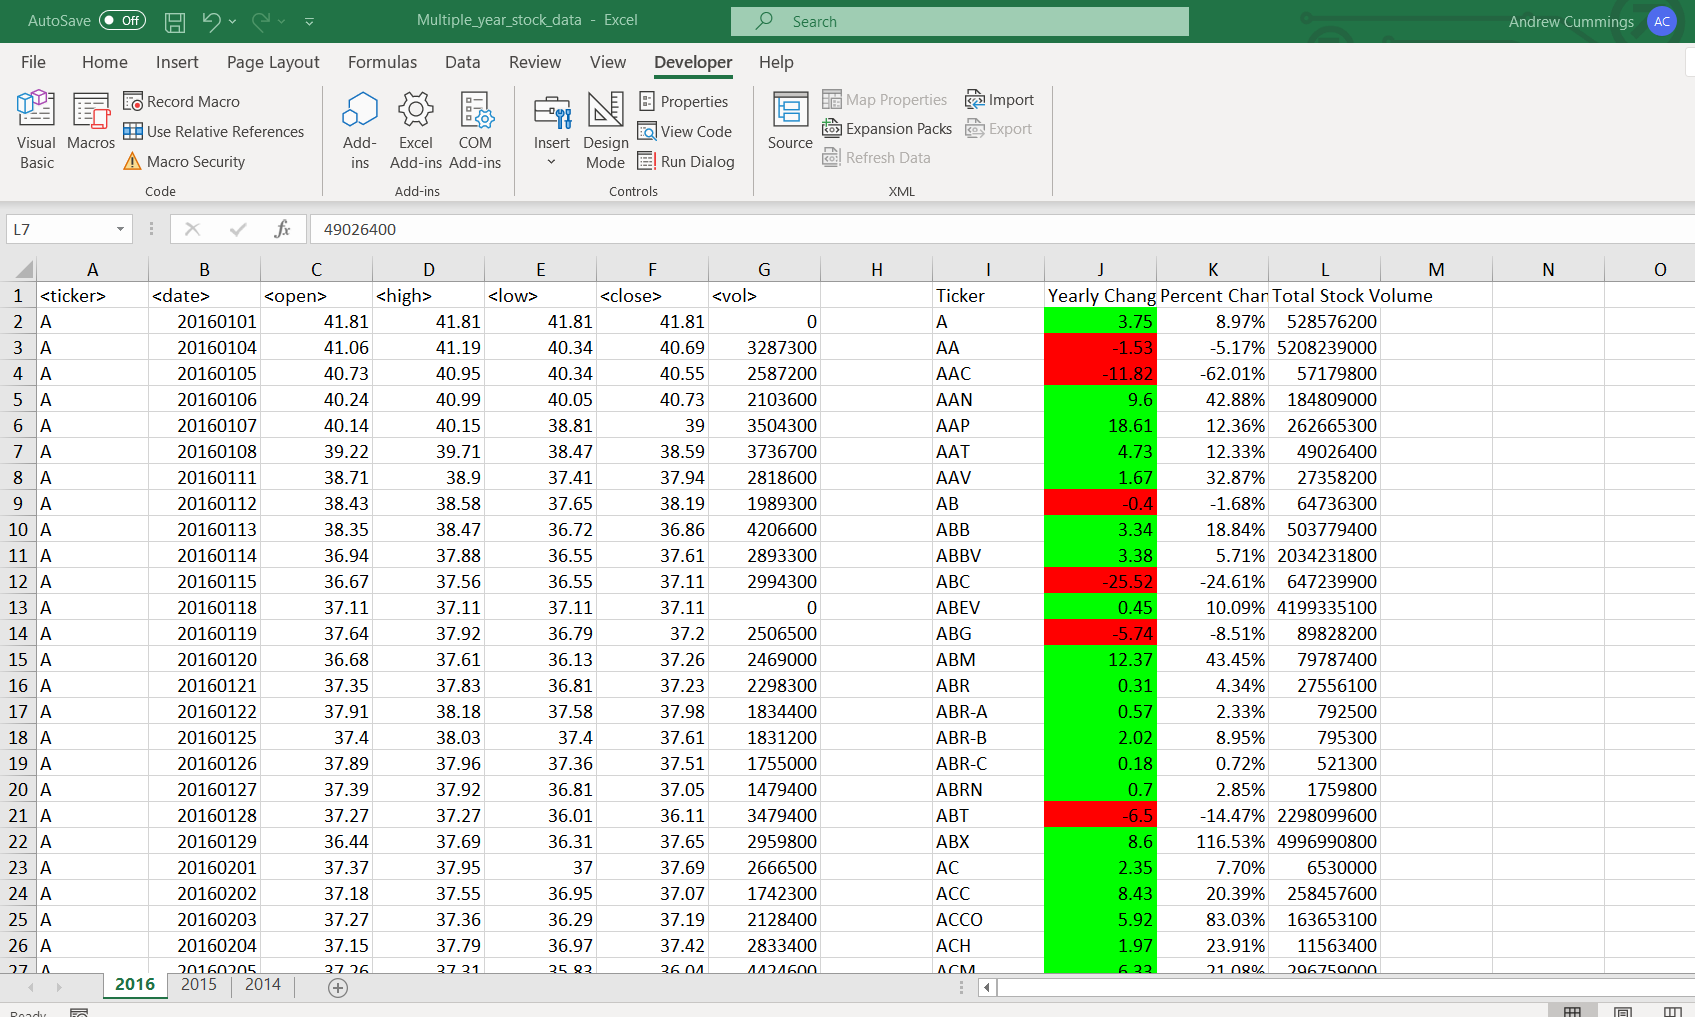 AutoSave Off Multiple_year_stock_data - Excel Search Andrew Cummings AC
File Home Insert Page Layout Formulas Data Review View Developer Help
Visual Basic
Macros
Record Macro
Use Relative References
Macro Security
Code
Add-ins
Excel Add-ins
COM Add-ins
Add-ins
Insert
Design Mode
Properties
View Code
Run Dialog
Controls
Source
Map Properties
Expansion Packs
Refresh Data
Import
Export
XML
L7 fx 49026400
A B C D E F G H I J K L M N O
1 <ticker> <date> <open> <high> <low> <close> <vol> Ticker Yearly Chang Percent Chan Total Stock Volume
2 A 20160101 41.81 41.81 41.81 41.81 0 A 3.75 8.97% 528576200
3 A 20160104 41.06 41.19 40.34 40.69 3287300 AA -1.53 -5.17% 5208239000
4 A 20160105 40.73 40.95 40.34 40.55 2587200 AAC -11.82 -62.01% 57179800
5 A 20160106 40.24 40.99 40.05 40.73 2103600 AAN 9.6 42.88% 184809000
6 A 20160107 40.14 40.15 38.81 39 3504300 AAP 18.61 12.36% 262665300
7 A 20160108 39.22 39.71 38.47 38.59 3736700 AAT 4.73 12.33% 49026400
8 A 20160111 38.71 38.9 37.41 37.94 2818600 AAV 1.67 32.87% 27358200
9 A 20160112 38.43 38.58 37.65 38.19 1989300 AB -0.4 -1.68% 64736300
10 A 20160113 38.35 38.47 36.72 36.86 4206600 ABB 3.34 18.84% 503779400
11 A 20160114 36.94 37.88 36.55 37.61 2893300 ABBV 3.38 5.71% 2034231800
12 A 20160115 36.67 37.56 36.55 37.11 2994300 ABC -25.52 -24.61% 647239900
13 A 20160118 37.11 37.11 37.11 37.11 0 ABEV 0.45 10.09% 4199335100
14 A 20160119 37.64 37.92 36.79 37.2 2506500 ABG -5.74 -8.51% 89828200
15 A 20160120 36.68 37.61 36.13 37.26 2469000 ABM 12.37 43.45% 79787400
16 A 20160121 37.35 37.83 36.81 37.23 2298300 ABR 0.31 4.34% 27556100
17 A 20160122 37.91 38.18 37.58 37.98 1834400 ABR-A 0.57 2.33% 792500
18 A 20160125 37.4 38.03 37.4 37.61 1831200 ABR-B 2.02 8.95% 795300
19 A 20160126 37.89 37.96 37.36 37.51 1755000 ABR-C 0.18 0.72% 521300
20 A 20160127 37.39 37.92 36.81 37.05 1479400 ABRN 0.7 2.85% 1759800
21 A 20160128 37.27 37.27 36.01 36.11 3479400 ABT -6.5 -14.47% 2298099600
22 A 20160129 36.44 37.69 36.31 37.65 2959800 ABX 8.6 116.53% 4996990800
23 A 20160201 37.37 37.95 37 37.69 2666500 AC 2.35 7.70% 6530000
24 A 20160202 37.18 37.55 36.95 37.07 1742300 ACC 8.43 20.39% 258457600
25 A 20160203 37.27 37.36 36.29 37.19 2128400 ACCO 5.92 83.03% 163653100
26 A 20160204 37.15 37.79 36.97 37.42 2833400 ACH 1.97 23.91% 11563400
27 A 20160205 37.26 37.31 35.83 36.04 4424600 ACM 6.33 21.08% 296759000
2016 2015 2014
Ready